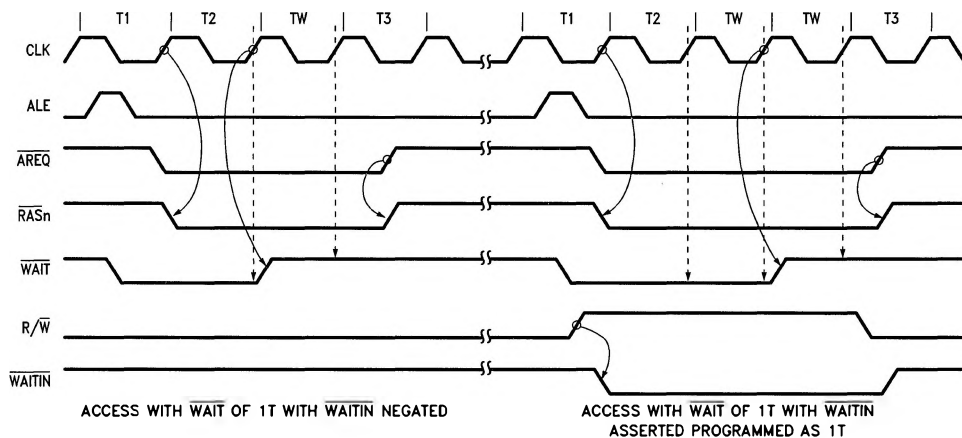 T1 T2 TW T3 T1 T2 TW TW T3
CLK
ALE
AREQ
RASn
WAIT
R/W
WAITIN
ACCESS WITH WAIT OF 1T WITH WAITIN NEGATED
ACCESS WITH WAIT OF 1T WITH WAITIN
ASSERTED PROGRAMMED AS 1T